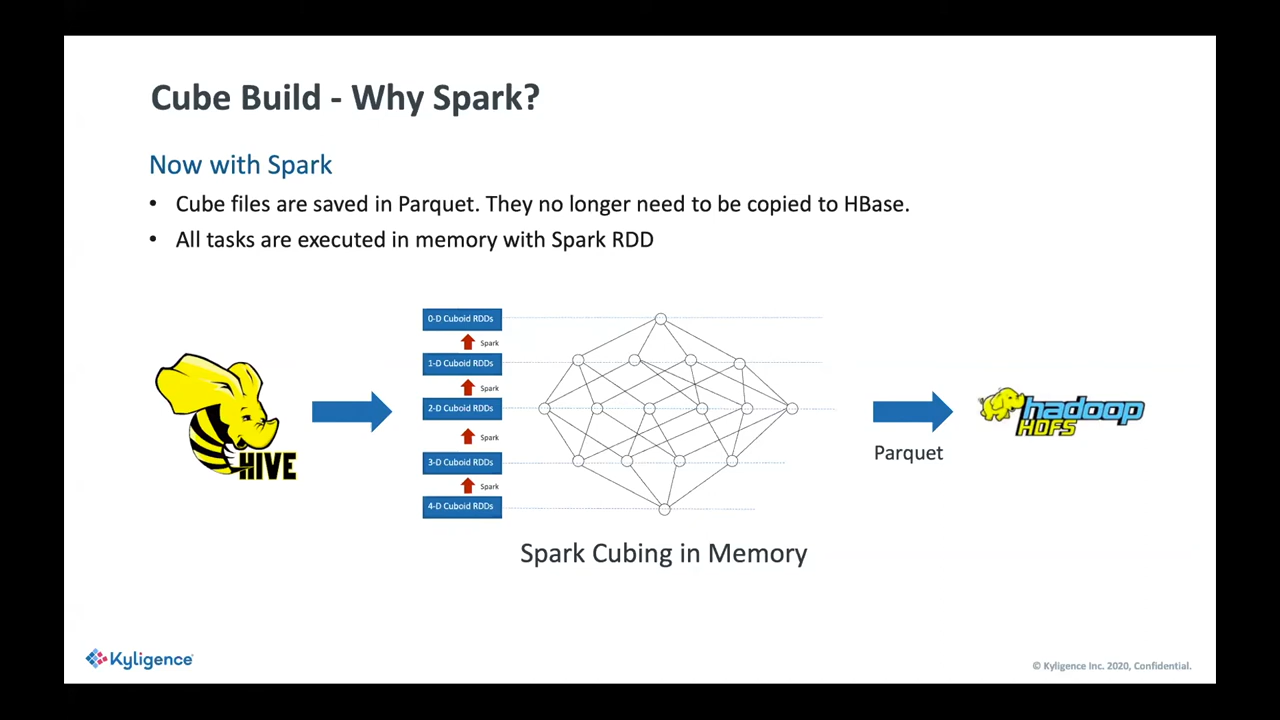 Cube Build - Why Spark?
Now with Spark
• Cube files are saved in Parquet. They no longer need to be copied to HBase.
• All tasks are executed in memory with Spark RDD
0-D Cuboid RDDs
Spark
1-D Cuboid RDDs
Spark
2-D Cuboid RDDs
Spark
3-D Cuboid RDDs
Spark
4-D Cuboid RDDs
HIVE
hadoop
HDFS
Parquet
Spark Cubing in Memory
Kyligence
© Kyligence Inc. 2020, Confidential.